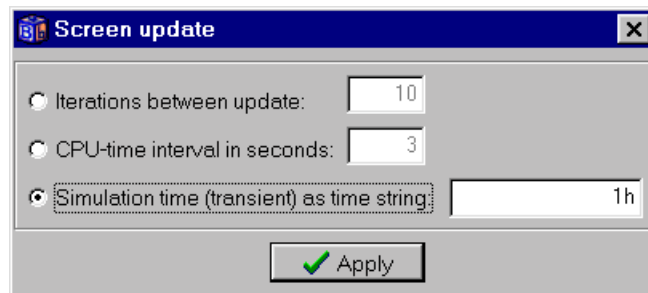 Screen update
Iterations between update: 10
CPU-time interval in seconds: 3
Simulation time (transient) as time string: 1h
Apply